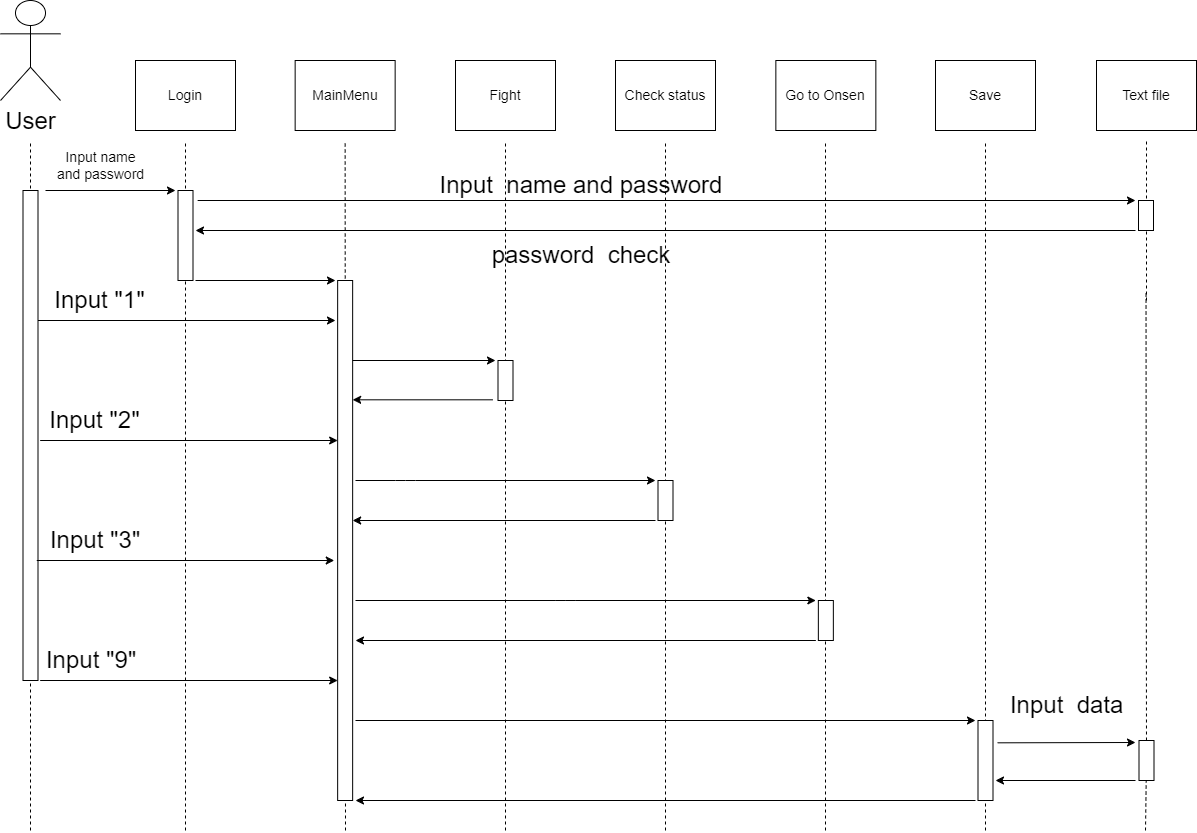 User
Login
MainMenu
Fight
Check status
Go to Onsen
Save
Text file
Input name
and password
Input  name and password
password  check
Input "1"
Input "2"
Input "3"
Input "9"
Input  data